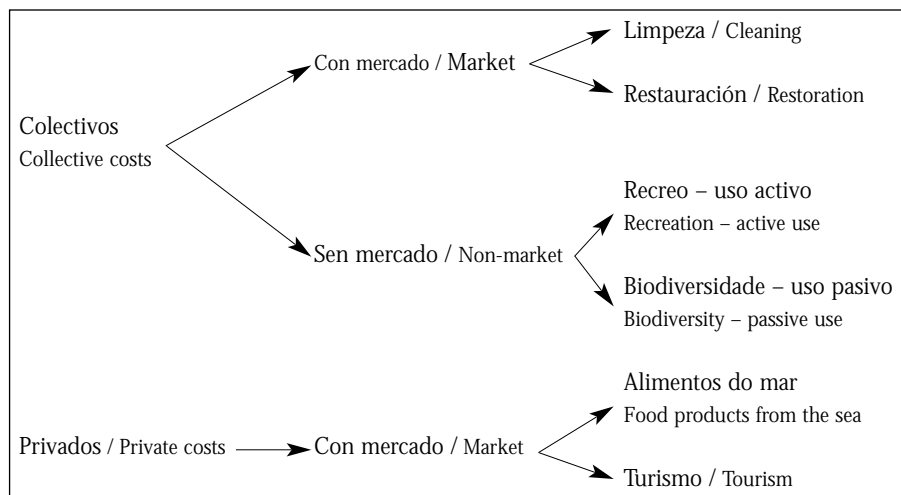 Colectivos
Collective costs
Con mercado / Market
Limpeza / Cleaning
Restauración / Restoration
Sen mercado / Non-market
Recreo – uso activo
Recreation – active use
Biodiversidade – uso pasivo
Biodiversity – passive use
Privados / Private costs
Con mercado / Market
Alimentos do mar
Food products from the sea
Turismo / Tourism